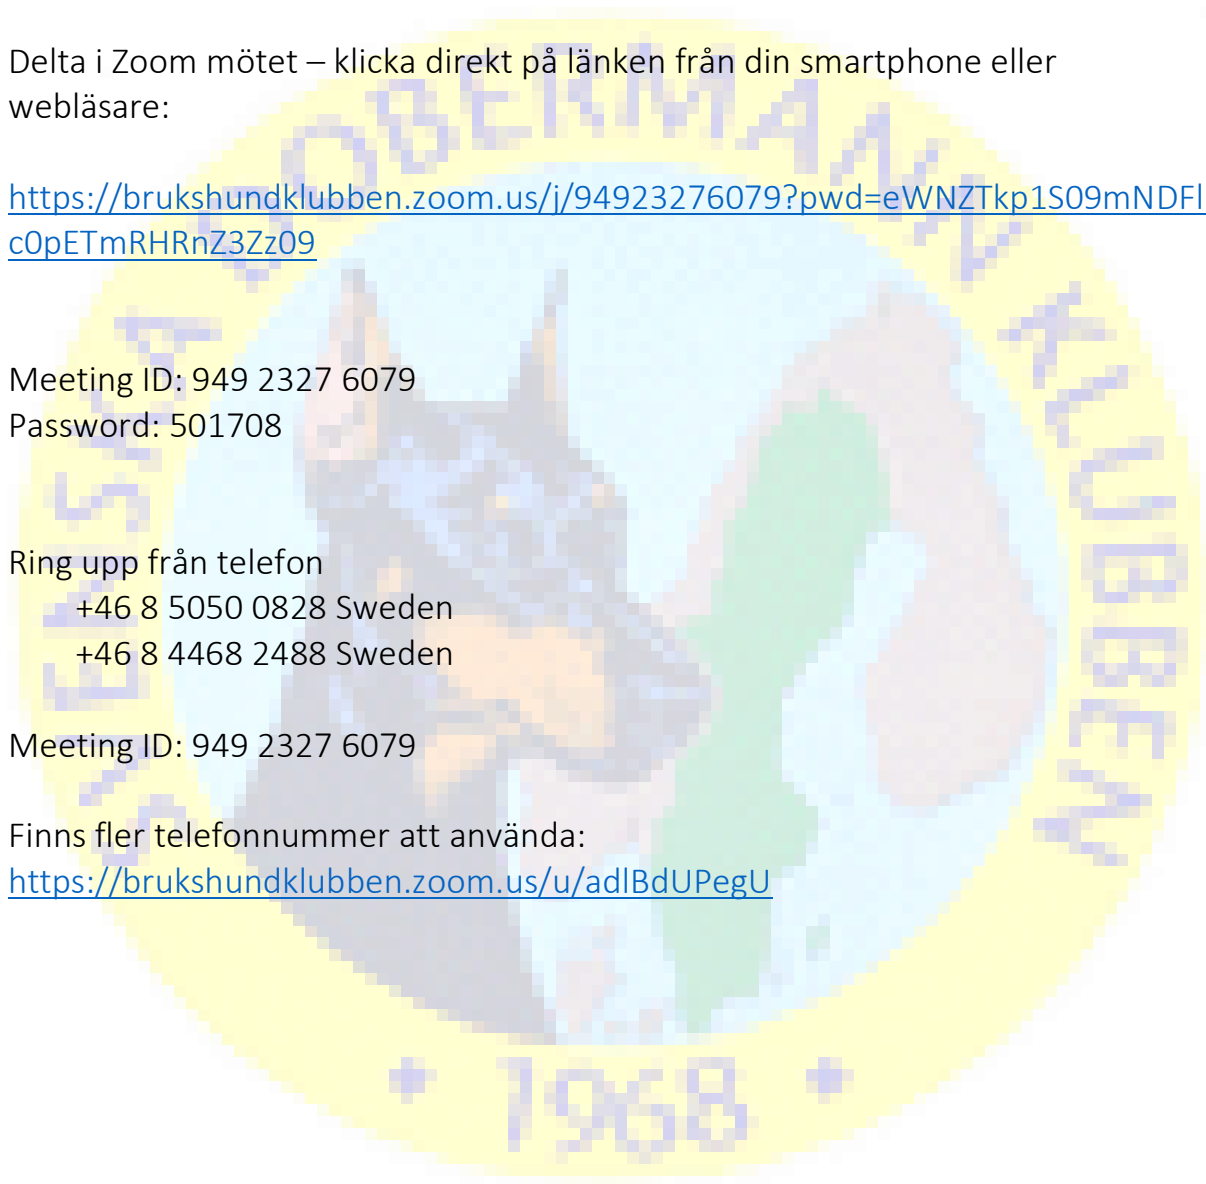 Delta i Zoom mötet – klicka direkt på länken från din smartphone eller
webläsare:
https://brukshundklubben.zoom.us/j/94923276079?pwd=eWNZTkp1S09mNDFl
c0pETmRHRnZ3Zz09
Meeting ID: 949 2327 6079
Password: 501708
Ring upp från telefon
+46 8 5050 0828 Sweden
+46 8 4468 2488 Sweden
Meeting ID: 949 2327 6079
Finns fler telefonnummer att använda:
https://brukshundklubben.zoom.us/u/adlBdUPegU
SVENSKA DOBERMANN KLUBBEN
1968